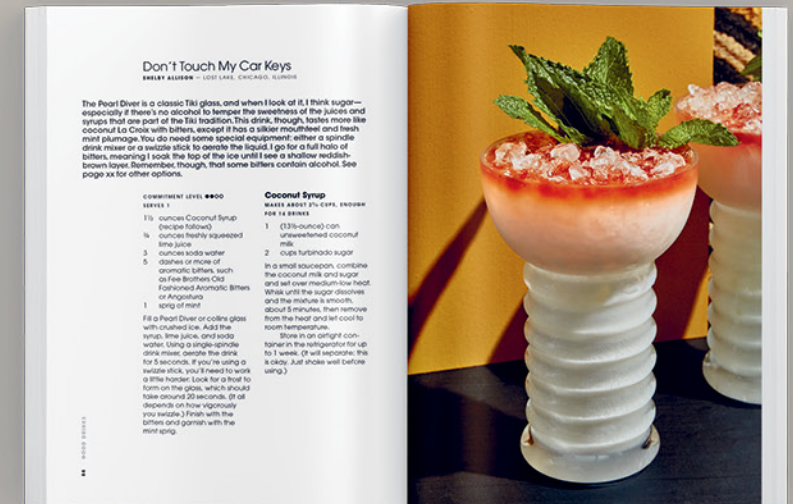 Don't Touch My Car Keys
SHELBY ALLISON — LOST LAKE, CHICAGO, ILLINOIS
The Pearl Diver is a classic Tiki glass, and when I look at it, I think sugar—
especially if there's no alcohol to temper the sweetness of the juices and
syrups that are part of the Tiki tradition. This drink, though, tastes more like
coconut La Croix with bitters, except it has a silkier mouthfeel and fresh
mint plumage. You do need some special equipment: either a spindle
drink mixer or a swizzle stick to aerate the liquid. I go for a full halo of
bitters, meaning I soak the top of the ice until I see a shallow reddish-
brown layer. Remember, though, that some bitters contain alcohol. See
page xx for other options.
COMMITMENT LEVEL ●●○○
SERVES 1
1½ ounces Coconut Syrup
(recipe follows)
¾ ounces freshly squeezed
lime juice
3 ounces soda water
5 dashes or more of
aromatic bitters, such
as Fee Brothers Old
Fashioned Aromatic Bitters
or Angostura
1 sprig of mint
Fill a Pearl Diver or collins glass
with crushed ice. Add the
syrup, lime juice, and soda
water. Using a single-spindle
drink mixer, aerate the drink
for 5 seconds. If you're using a
swizzle stick, you'll need to work
a little harder: Look for a frost to
form on the glass, which should
take around 20 seconds. (It all
depends on how vigorously
you swizzle.) Finish with the
bitters and garnish with the
mint sprig.
Coconut Syrup
MAKES ABOUT 2¾ CUPS, ENOUGH
FOR 14 DRINKS
1 (13½-ounce) can
unsweetened coconut
milk
2 cups turbinado sugar
In a small saucepan, combine
the coconut milk and sugar
and set over medium-low heat.
Whisk until the sugar dissolves
and the mixture is smooth,
about 5 minutes, then remove
from the heat and let cool to
room temperature.
Store in an airtight con-
tainer in the refrigerator for up
to 1 week. (It will separate; this
is okay. Just shake well before
using.)
GOOD DRINKS